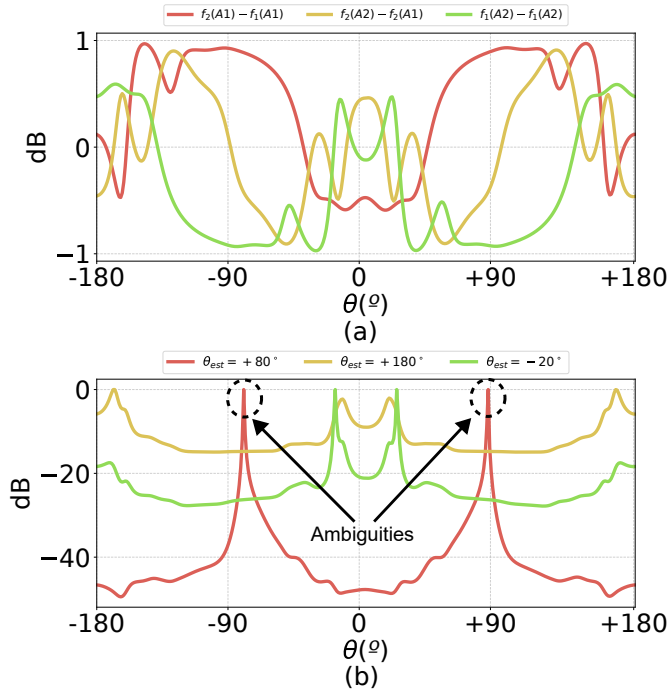 f₂(A1) − f₁(A1) f₂(A2) − f₂(A1) f₁(A2) − f₁(A2)
1
0
−1
dB
-180 -90 0 +90 +180
θ(º)
(a)
θest = +80° θest = +180° θest = −20°
0
−20
−40
dB
Ambiguities
-180 -90 0 +90 +180
θ(º)
(b)